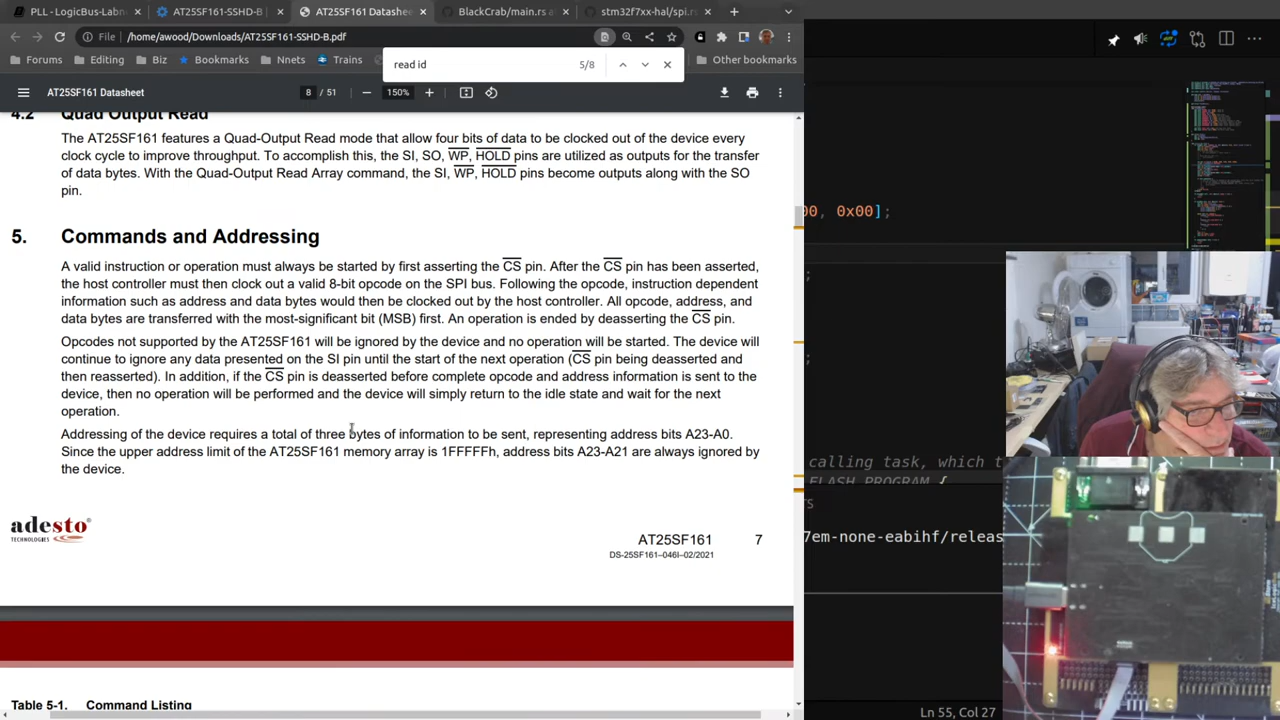 PLL - LogicBus-Labn
AT25SF161-SSHD-B
AT25SF161 Datashee
BlackCrab/main.rs a
stm32f7xx-hal/spi.rs
File /home/awood/Downloads/AT25SF161-SSHD-B.pdf
Forums Editing Biz Bookmarks Nnets Trains Other bookmarks
read id 5/8
AT25SF161 Datasheet 8 / 51 150%
4.2 Quad Output Read
The AT25SF161 features a Quad-Output Read mode that allow four bits of data to be clocked out of the device every
clock cycle to improve throughput. To accomplish this, the SI, SO, WP, HOLD pins are utilized as outputs for the transfer
of data bytes. With the Quad-Output Read Array command, the SI, WP, HOLD pins become outputs along with the SO
pin.
5. Commands and Addressing
A valid instruction or operation must always be started by first asserting the CS pin. After the CS pin has been asserted,
the host controller must then clock out a valid 8-bit opcode on the SPI bus. Following the opcode, instruction dependent
information such as address and data bytes would then be clocked out by the host controller. All opcode, address, and
data bytes are transferred with the most-significant bit (MSB) first. An operation is ended by deasserting the CS pin.
Opcodes not supported by the AT25SF161 will be ignored by the device and no operation will be started. The device will
continue to ignore any data presented on the SI pin until the start of the next operation (CS pin being deasserted and
then reasserted). In addition, if the CS pin is deasserted before complete opcode and address information is sent to the
device, then no operation will be performed and the device will simply return to the idle state and wait for the next
operation.
Addressing of the device requires a total of three bytes of information to be sent, representing address bits A23-A0.
Since the upper address limit of the AT25SF161 memory array is 1FFFFFh, address bits A23-A21 are always ignored by
the device.
adesto
TECHNOLOGIES
AT25SF161 7
DS-25SF161–046I–02/2021
Table 5-1. Command Listing
00, 0x00];
;
;
calling task, which t
FLASH_PROGRAM {
TS
7em-none-eabihf/releas
Ln 55, Col 27